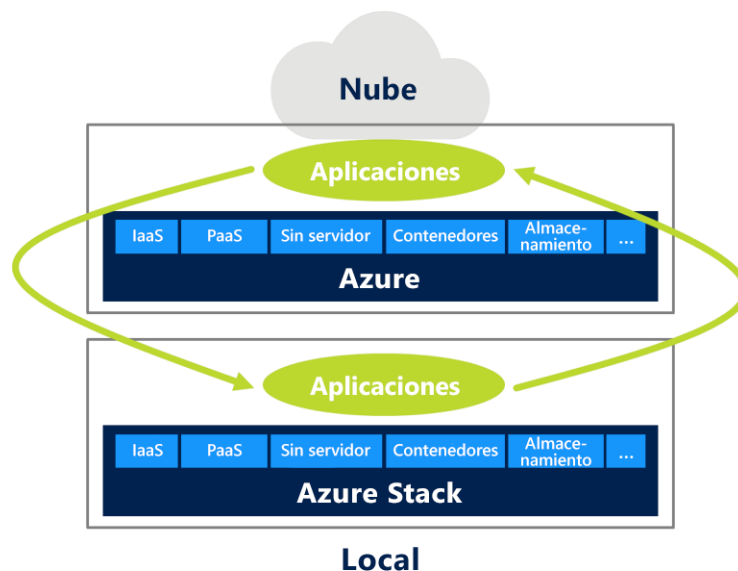 Nube
Aplicaciones
IaaS PaaS Sin servidor Contenedores Almace-
namiento ...
Azure
Aplicaciones
IaaS PaaS Sin servidor Contenedores Almace-
namiento ...
Azure Stack
Local